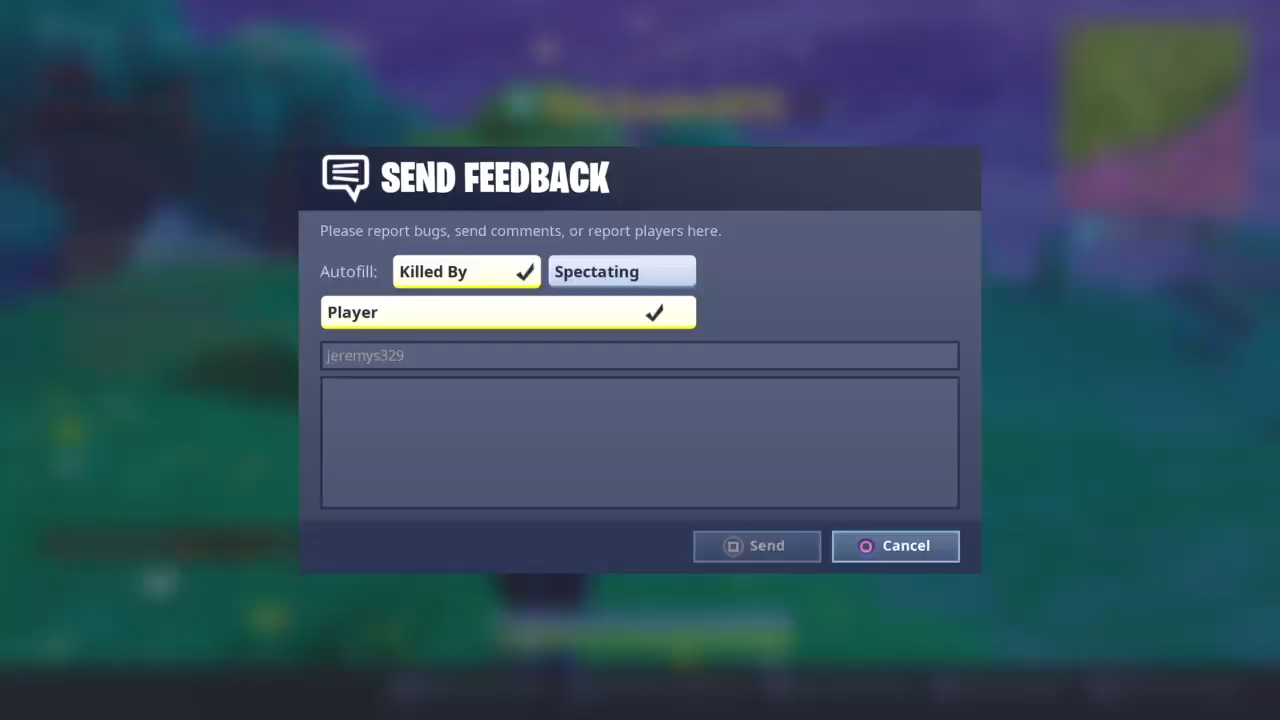 SEND FEEDBACK
Please report bugs, send comments, or report players here.
Autofill: Killed By Spectating
Player
jeremys329
Send Cancel